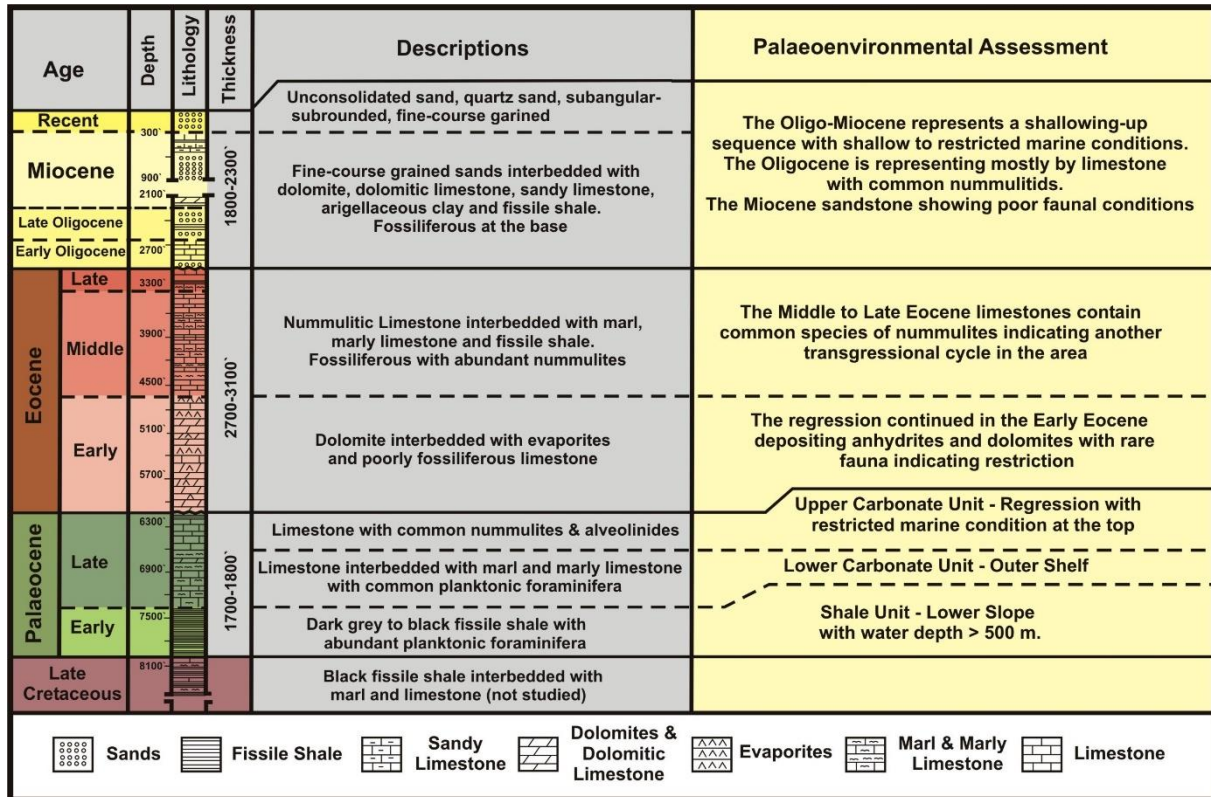 Age
Depth
Lithology
Thickness
Descriptions
Palaeoenvironmental Assessment
Recent
Miocene
Late Oligocene
Early Oligocene
Eocene
Late
Middle
Early
Palaeocene
Late
Early
Late
Cretaceous
300`
900`
2100`
2700`
3300`
3900`
4500`
5100`
5700`
6300`
6900`
7500`
8100`
1800-2300`
2700-3100`
1700-1800`
Unconsolidated sand, quartz sand, subangular-
subrounded, fine-course garined
Fine-course grained sands interbedded with
dolomite, dolomitic limestone, sandy limestone,
arigellaceous clay and fissile shale.
Fossiliferous at the base
Nummulitic Limestone interbedded with marl,
marly limestone and fissile shale.
Fossiliferous with abundant nummulites
Dolomite interbedded with evaporites
and poorly fossiliferous limestone
Limestone with common nummulites & alveolinides
Limestone interbedded with marl and marly limestone
with common planktonic foraminifera
Dark grey to black fissile shale with
abundant planktonic foraminifera
Black fissile shale interbedded with
marl and limestone (not studied)
The Oligo-Miocene represents a shallowing-up
sequence with shallow to restricted marine conditions.
The Oligocene is representing mostly by limestone
with common nummulitids.
The Miocene sandstone showing poor faunal conditions
The Middle to Late Eocene limestones contain
common species of nummulites indicating another
transgressional cycle in the area
The regression continued in the Early Eocene
depositing anhydrites and dolomites with rare
fauna indicating restriction
Upper Carbonate Unit - Regression with
restricted marine condition at the top
Lower Carbonate Unit - Outer Shelf
Shale Unit - Lower Slope
with water depth > 500 m.
Sands
Fissile Shale
Sandy
Limestone
Dolomites &
Dolomitic
Limestone
Evaporites
Marl & Marly
Limestone
Limestone